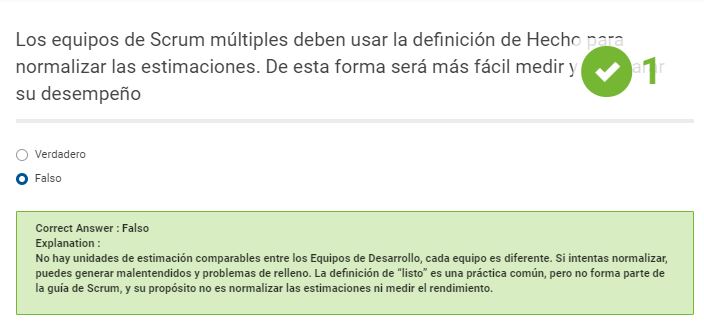 Los equipos de Scrum múltiples deben usar la definición de Hecho para
normalizar las estimaciones. De esta forma será más fácil medir y
su desempeño
1
Verdadero
Falso
Correct Answer : Falso
Explanation :
No hay unidades de estimación comparables entre los Equipos de Desarrollo, cada equipo es diferente. Si intentas normalizar,
puedes generar malentendidos y problemas de relleno. La definición de “listo” es una práctica común, pero no forma parte de
la guía de Scrum, y su propósito no es normalizar las estimaciones ni medir el rendimiento.